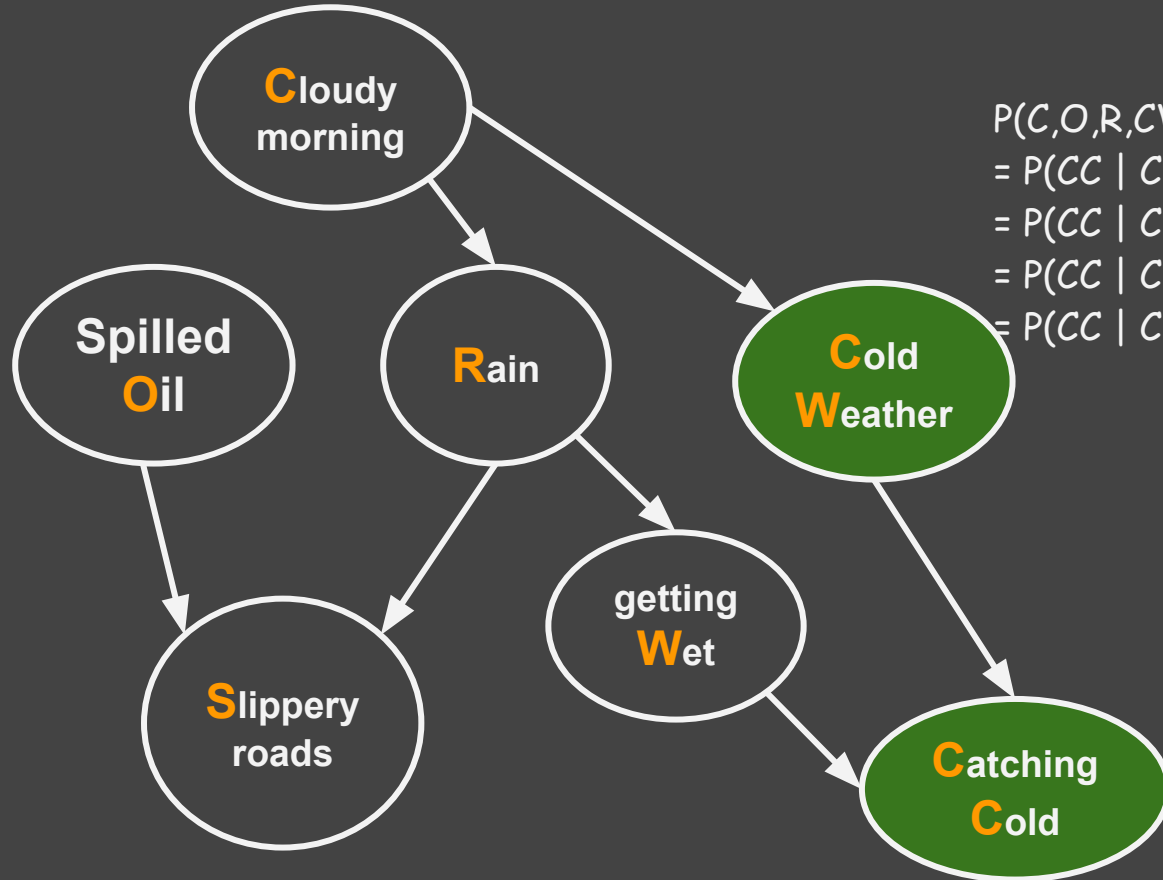 Cloudy
morning
P(C,O,R,C
= P(CC | C
= P(CC | C
= P(CC | C
= P(CC | C
Spilled
Oil
Rain
Cold
Weather
getting
Wet
Slippery
roads
Catching
Cold